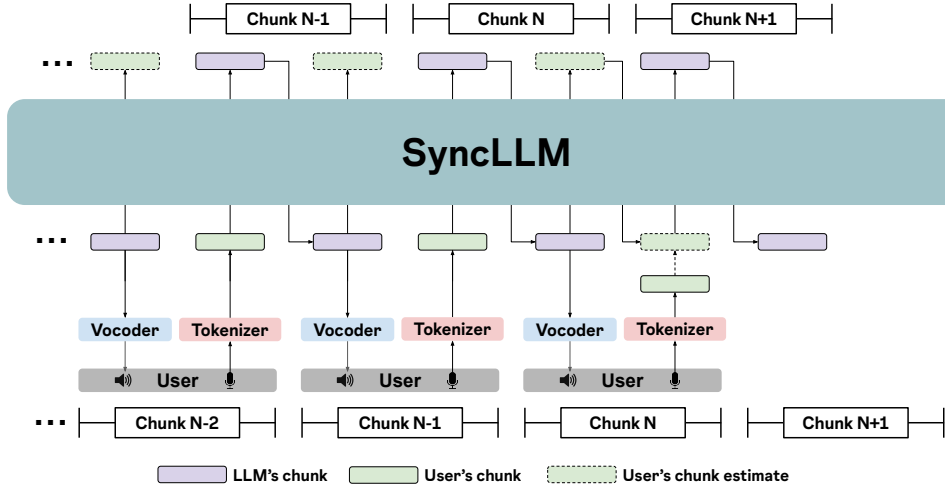 Chunk N-1 Chunk N Chunk N+1
...
SyncLLM
...
Vocoder Tokenizer Vocoder Tokenizer Vocoder Tokenizer
User User User
... Chunk N-2 Chunk N-1 Chunk N Chunk N+1
LLM's chunk User's chunk User's chunk estimate